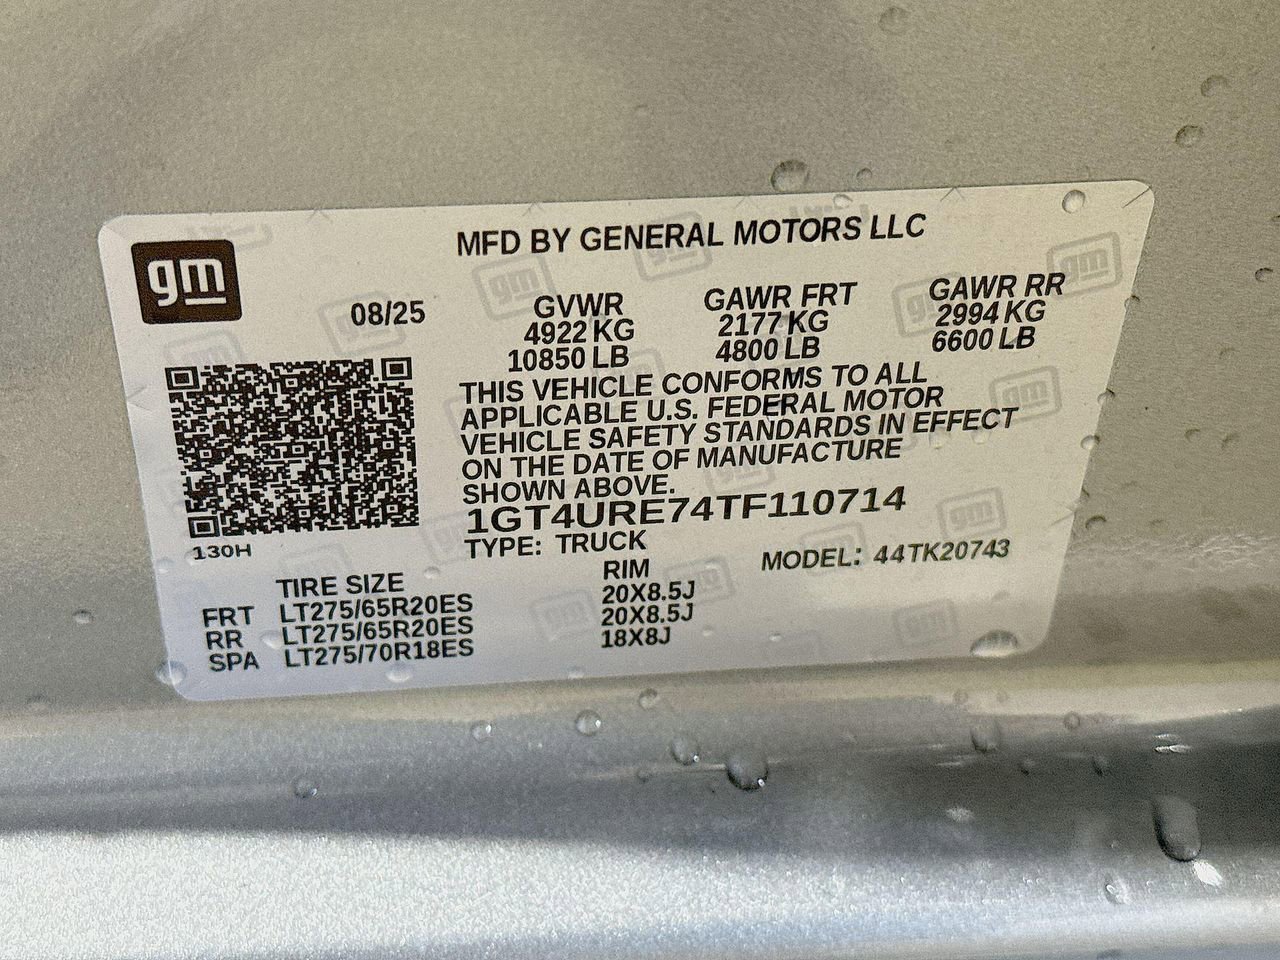 gm
MFD BY GENERAL MOTORS LLC
08/25
GVWR GAWR FRT GAWR RR
4922 KG 2177 KG 2994 KG
10850 LB 4800 LB 6600 LB
THIS VEHICLE CONFORMS TO ALL
APPLICABLE U.S. FEDERAL MOTOR
VEHICLE SAFETY STANDARDS IN EFFECT
ON THE DATE OF MANUFACTURE
SHOWN ABOVE.
1GT4URE74TF110714
130H
TYPE: TRUCK MODEL: 44TK20743
TIRE SIZE RIM
FRT LT275/65R20ES 20X8.5J
RR LT275/65R20ES 20X8.5J
SPA LT275/70R18ES 18X8J